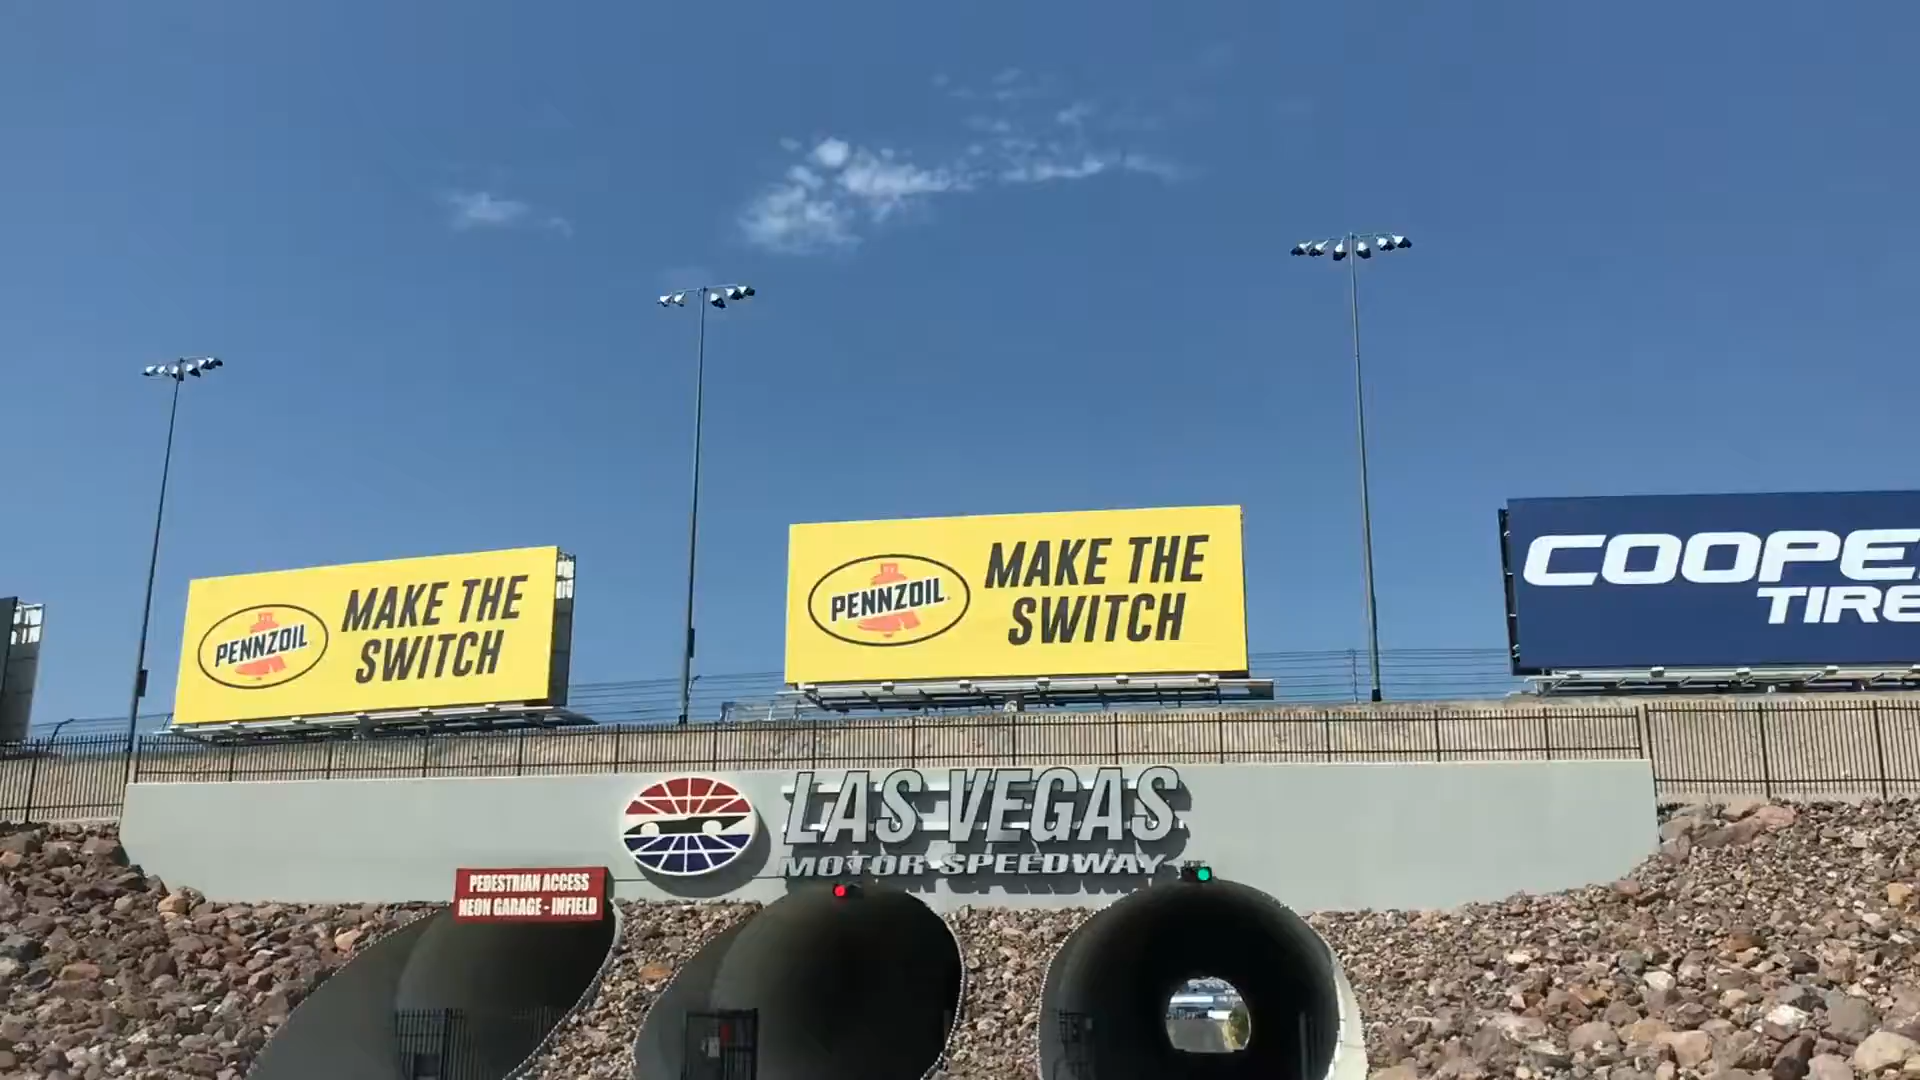 PENNZOIL
MAKE THE
SWITCH
PENNZOIL
MAKE THE
SWITCH
COOPE
TIRE
LAS VEGAS
MOTOR SPEEDWAY
PEDESTRIAN ACCESS
NEON GARAGE - INFIELD